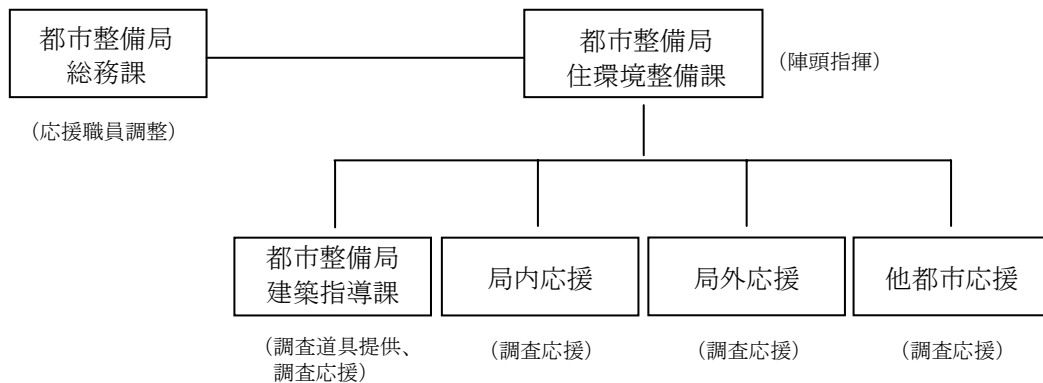 都市整備局
総務課
都市整備局
住環境整備課
（陣頭指揮）
（応援職員調整）
都市整備局
建築指導課
局内応援
局外応援
他都市応援
（調査道具提供、
調査応援）
（調査応援）
（調査応援）
（調査応援）